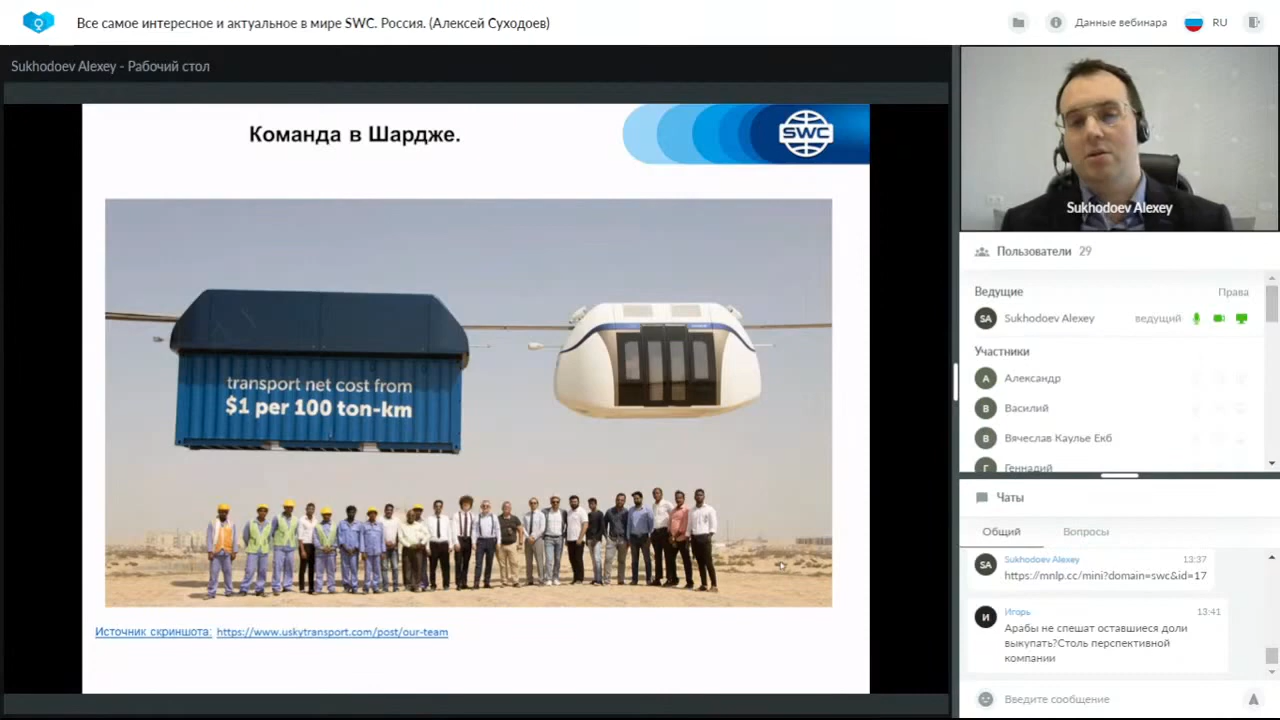 Все самое интересное и актуальное в мире SWC. Россия. (Алексей Суходоев)
Данные вебинара
RU
Sukhodoev Alexey - Рабочий стол
Команда в Шардже.
SWC
transport net cost from
$1 per 100 ton-km
Источник скриншота: https://www.uskytransport.com/post/our-team
Sukhodoev Alexey
Пользователи 29
Ведущие
Права
SA
Sukhodoev Alexey
ведущий
Участники
A
Александр
В
Василий
В
Вячеслав Каулье Екб
Г
Геннадий
Чаты
Общий
Вопросы
SA
Sukhodoev Alexey
13:37
https://mnlp.cc/mini?domain=swc&id=17
И
Игорь
13:41
Арабы не спешат оставшиеся доли
выкупать?Столь перспективной
компании
Введите сообщение